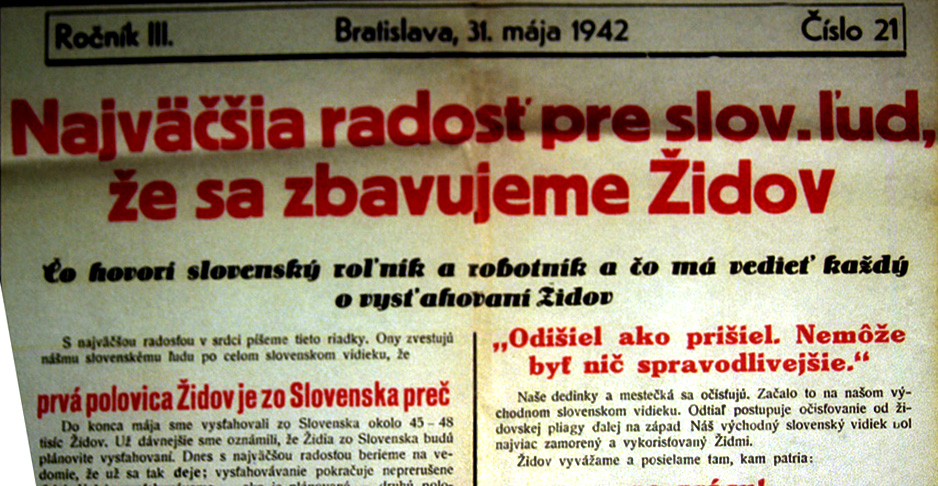 Ročník III.
Bratislava, 31. mája 1942
Číslo 21
Najväčšia radosť pre slov. ľud,
že sa zbavujeme Židov
Čo hovorí slovenský roľník a robotník a čo má vedieť každý
o vysťahovaní Židov
S najväčšou radosťou v srdci píšeme tieto riadky. Ony zvestujú
nášmu slovenskému ľudu po celom slovenskom vidieku, že
prvá polovica Židov je zo Slovenska preč
Do konca mája sme vysťahovali zo Slovenska okolo 45–48
tisíc Židov. Už dávnejšie sme oznámili, že Židia zo Slovenska budú
plánovite vysťahovaní. Dnes s najväčšou radosťou berieme na ve-
domie, že už sa tak deje; vysťahovávanie pokračuje neprerušene
„Odišiel ako prišiel. Nemôže
byť nič spravodlivejšie.“
Naše dedinky a mestečká sa očisťujú. Začalo to na našom vý-
chodnom slovenskom vidieku. Odtiaľ postupuje očisťovanie od ži-
dovskej pliagy ďalej na západ Náš východný slovenský vidiek bol
najviac zamorený a vykorisťovaný Židmi.
Židov vyvážame a posielame tam, kam patria: